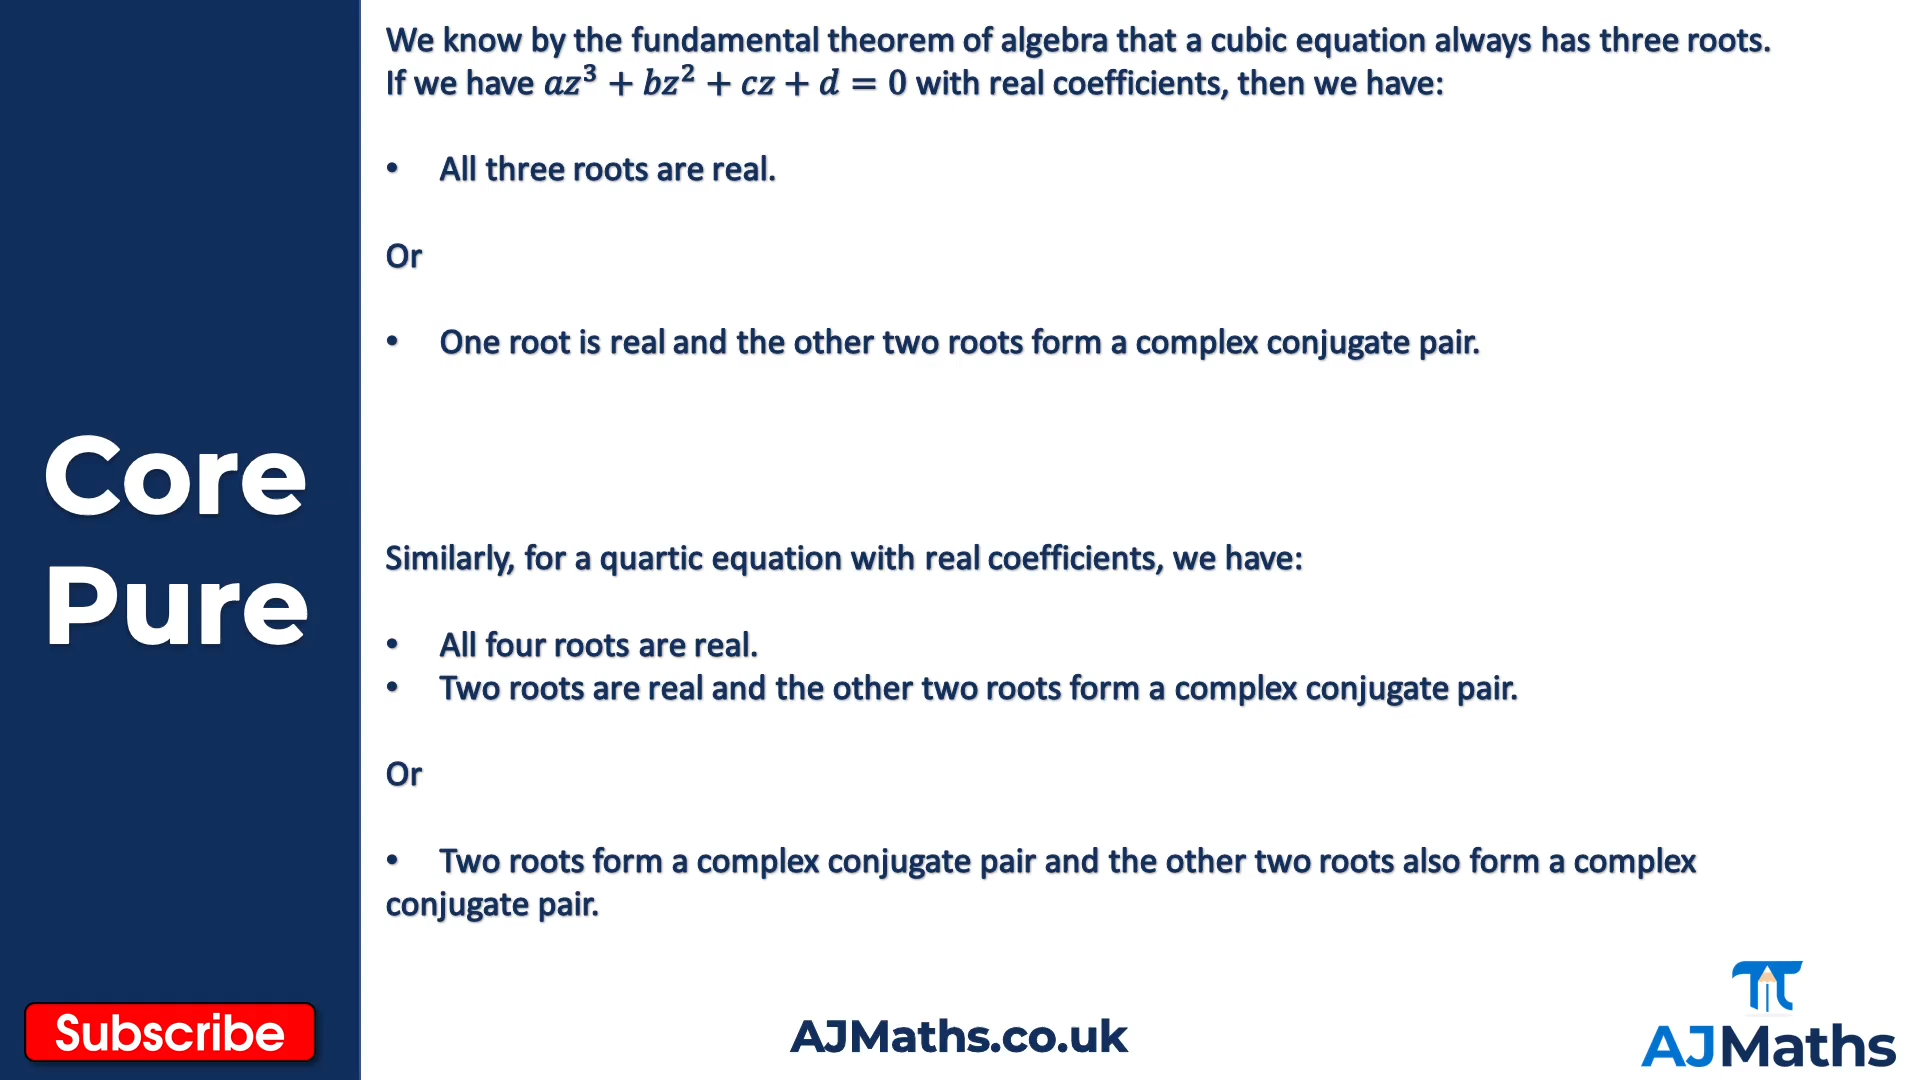 Core
Pure
Subscribe
We know by the fundamental theorem of algebra that a cubic equation always has three roots.
If we have 𝑎𝑧³ + 𝑏𝑧² + 𝑐𝑧 + 𝑑 = 0 with real coefficients, then we have:
• All three roots are real.
Or
• One root is real and the other two roots form a complex conjugate pair.
Similarly, for a quartic equation with real coefficients, we have:
• All four roots are real.
• Two roots are real and the other two roots form a complex conjugate pair.
Or
• Two roots form a complex conjugate pair and the other two roots also form a complex
conjugate pair.
AJMaths.co.uk
AJMaths